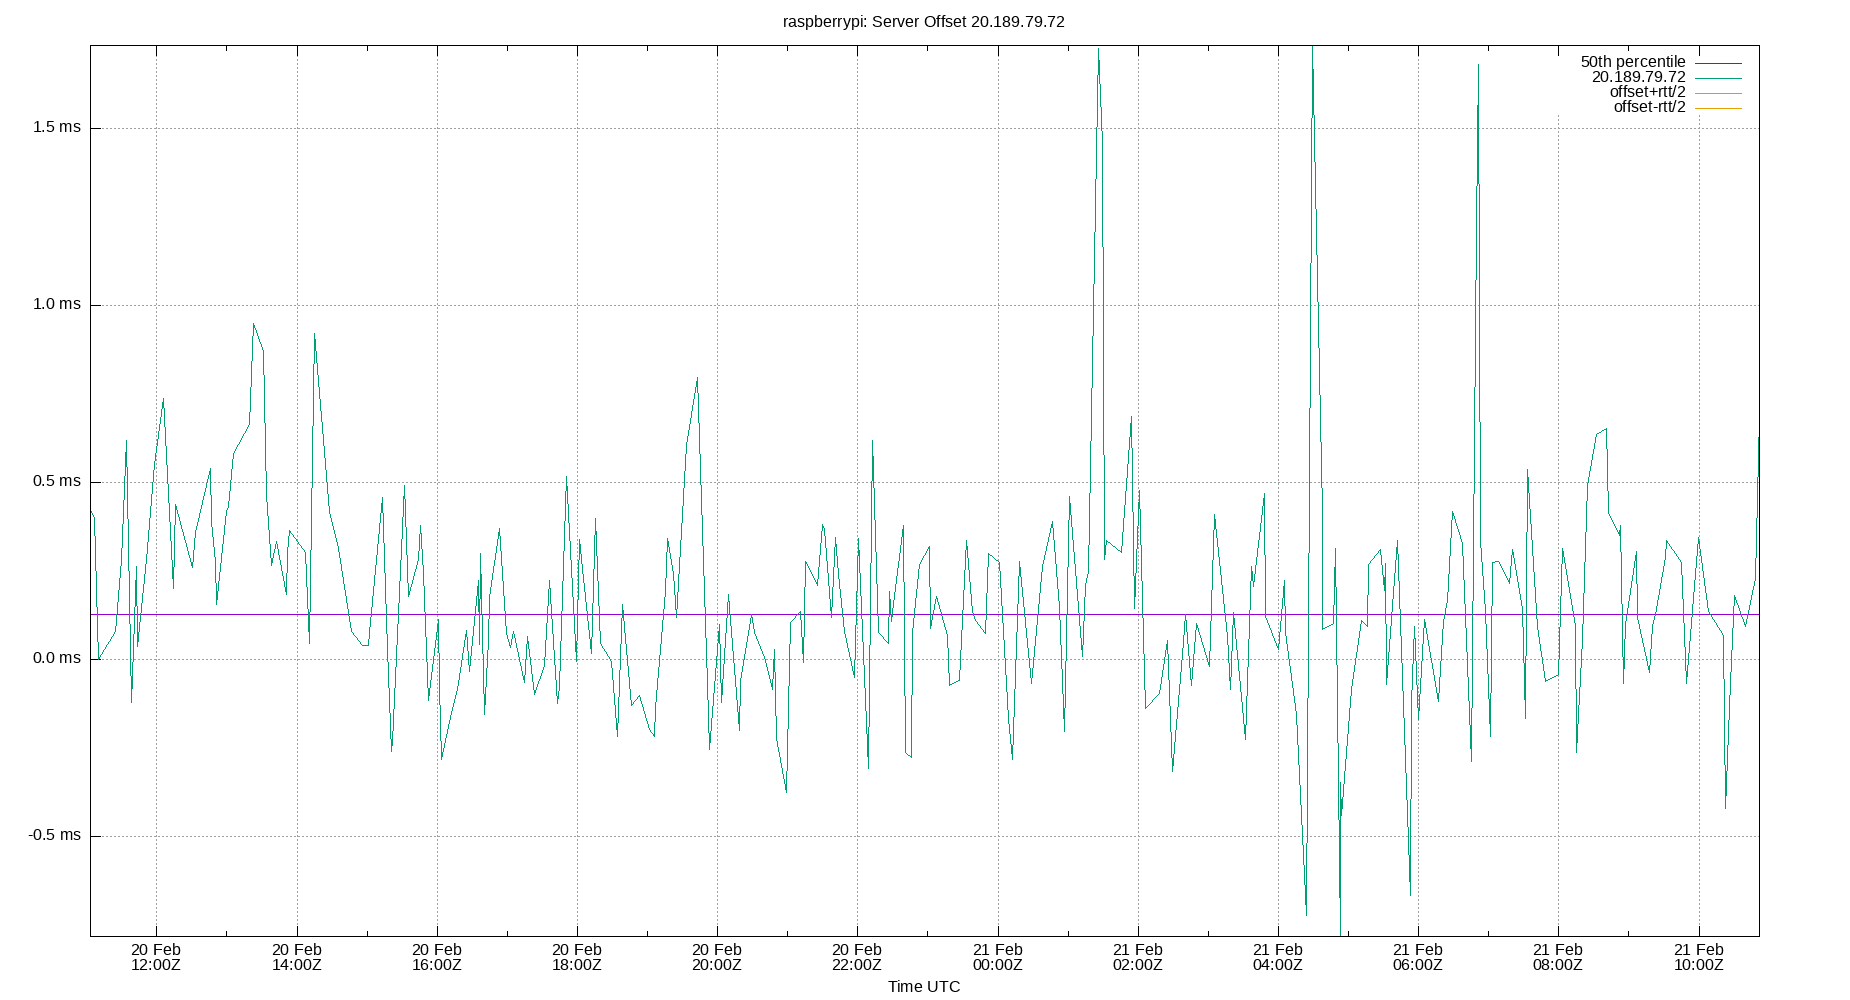 raspberrypi: Server Offset 20.189.79.72
50th percentile
20.189.79.72
offset+rtt/2
offset-rtt/2
1.5 ms
1.0 ms
0.5 ms
0.0 ms
-0.5 ms
20 Feb 20 Feb 20 Feb 20 Feb 20 Feb 20 Feb 21 Feb 21 Feb 21 Feb 21 Feb 21 Feb 21 Feb
12:00Z 14:00Z 16:00Z 18:00Z 20:00Z 22:00Z 00:00Z 02:00Z 04:00Z 06:00Z 08:00Z 10:00Z
Time UTC